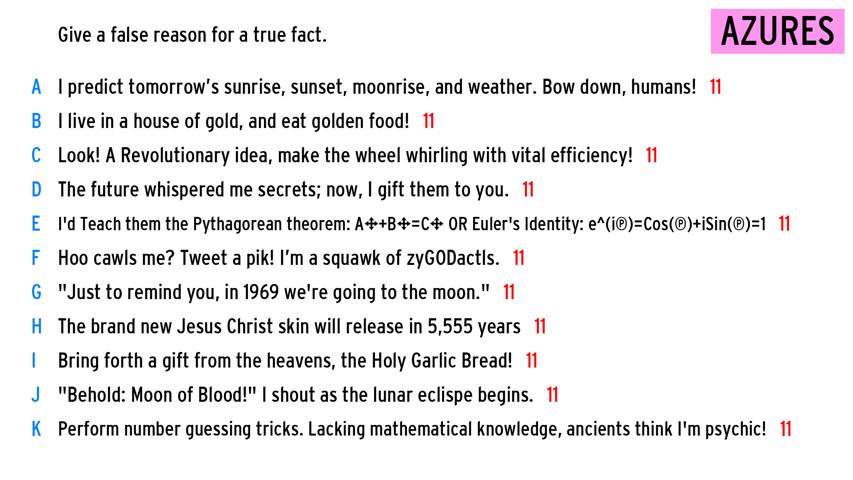 Give a false reason for a true fact.
AZURES
A I predict tomorrow's sunrise, sunset, moonrise, and weather. Bow down, humans! 11
B I live in a house of gold, and eat golden food! 11
C Look! A Revolutionary idea, make the wheel whirling with vital efficiency! 11
D The future whispered me secrets; now, I gift them to you. 11
E I'd Teach them the Pythagorean theorem: A✣+B✣=C✣ OR Euler's Identity: e^(i℗)=Cos(℗)+iSin(℗)=1 11
F Hoo cawls me? Tweet a pik! I'm a squawk of zyGODactls. 11
G "Just to remind you, in 1969 we're going to the moon." 11
H The brand new Jesus Christ skin will release in 5,555 years 11
I Bring forth a gift from the heavens, the Holy Garlic Bread! 11
J "Behold: Moon of Blood!" I shout as the lunar eclispe begins. 11
K Perform number guessing tricks. Lacking mathematical knowledge, ancients think I'm psychic! 11